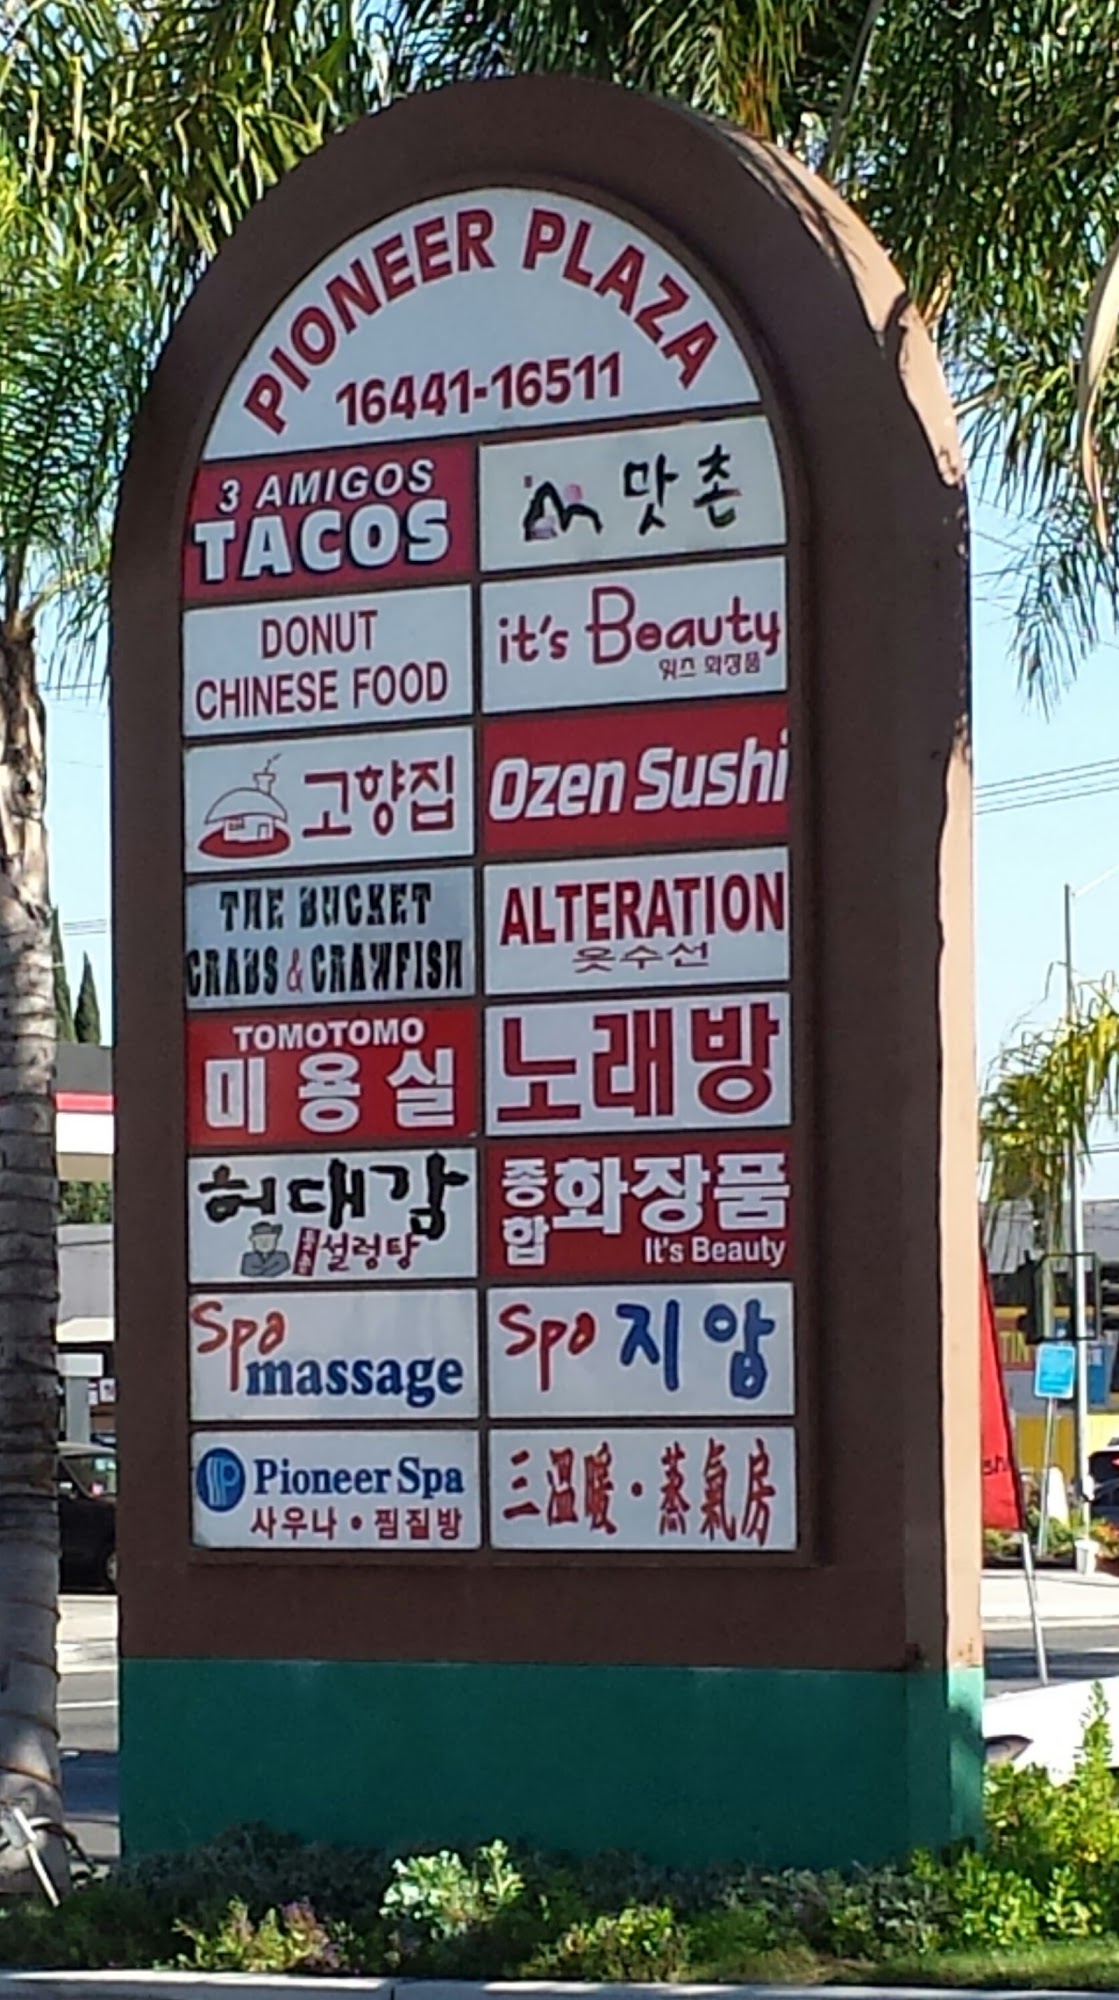 PIONEER PLAZA
16441-16511
3 AMIGOS
TACOS
맛촌
DONUT
CHINESE FOOD
it's Beauty
잇즈 화장품
고향집
Ozen Sushi
THE BUCKET
CRABS & CRAWFISH
ALTERATION
옷수선
TOMOTOMO
미용실
노래방
허대감
설렁탕
종합화장품
It's Beauty
Spa
massage
Spa 지압
Pioneer Spa
사우나 • 찜질방
三溫暖·蒸氣房